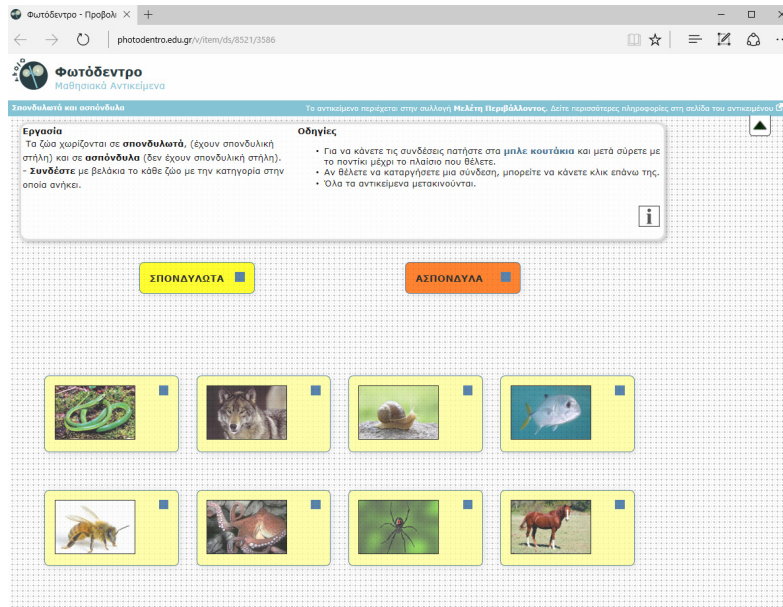 Φωτόδεντρο - Προβολι
photodentro.edu.gr/v/item/ds/8521/3586
Φωτόδεντρο
Μαθησιακά Αντικείμενα
Σπονδυλωτά και ασπόνδυλα
Το αντικείμενο περιέχεται στην συλλογή Μελέτη Περιβάλλοντος. Δείτε περισσότερες πληροφορίες στη σελίδα του αντικειμένου
Εργασία
Τα ζώα χωρίζονται σε σπονδυλωτά, (έχουν σπονδυλική
στήλη) και σε ασπόνδυλα (δεν έχουν σπονδυλική στήλη).
- Συνδέστε με βελάκια το κάθε ζώο με την κατηγορία στην
οποία ανήκει.
Οδηγίες
• Για να κάνετε τις συνδέσεις πατήστε στα μπλε κουτάκια και μετά σύρετε με
το ποντίκι μέχρι το πλαίσιο που θέλετε.
• Αν θέλετε να καταργήσετε μια σύνδεση, μπορείτε να κάνετε κλικ επάνω της.
• Όλα τα αντικείμενα μετακινούνται.
i
ΣΠΟΝΔΥΛΩΤΑ
ΑΣΠΟΝΔΥΛΑ